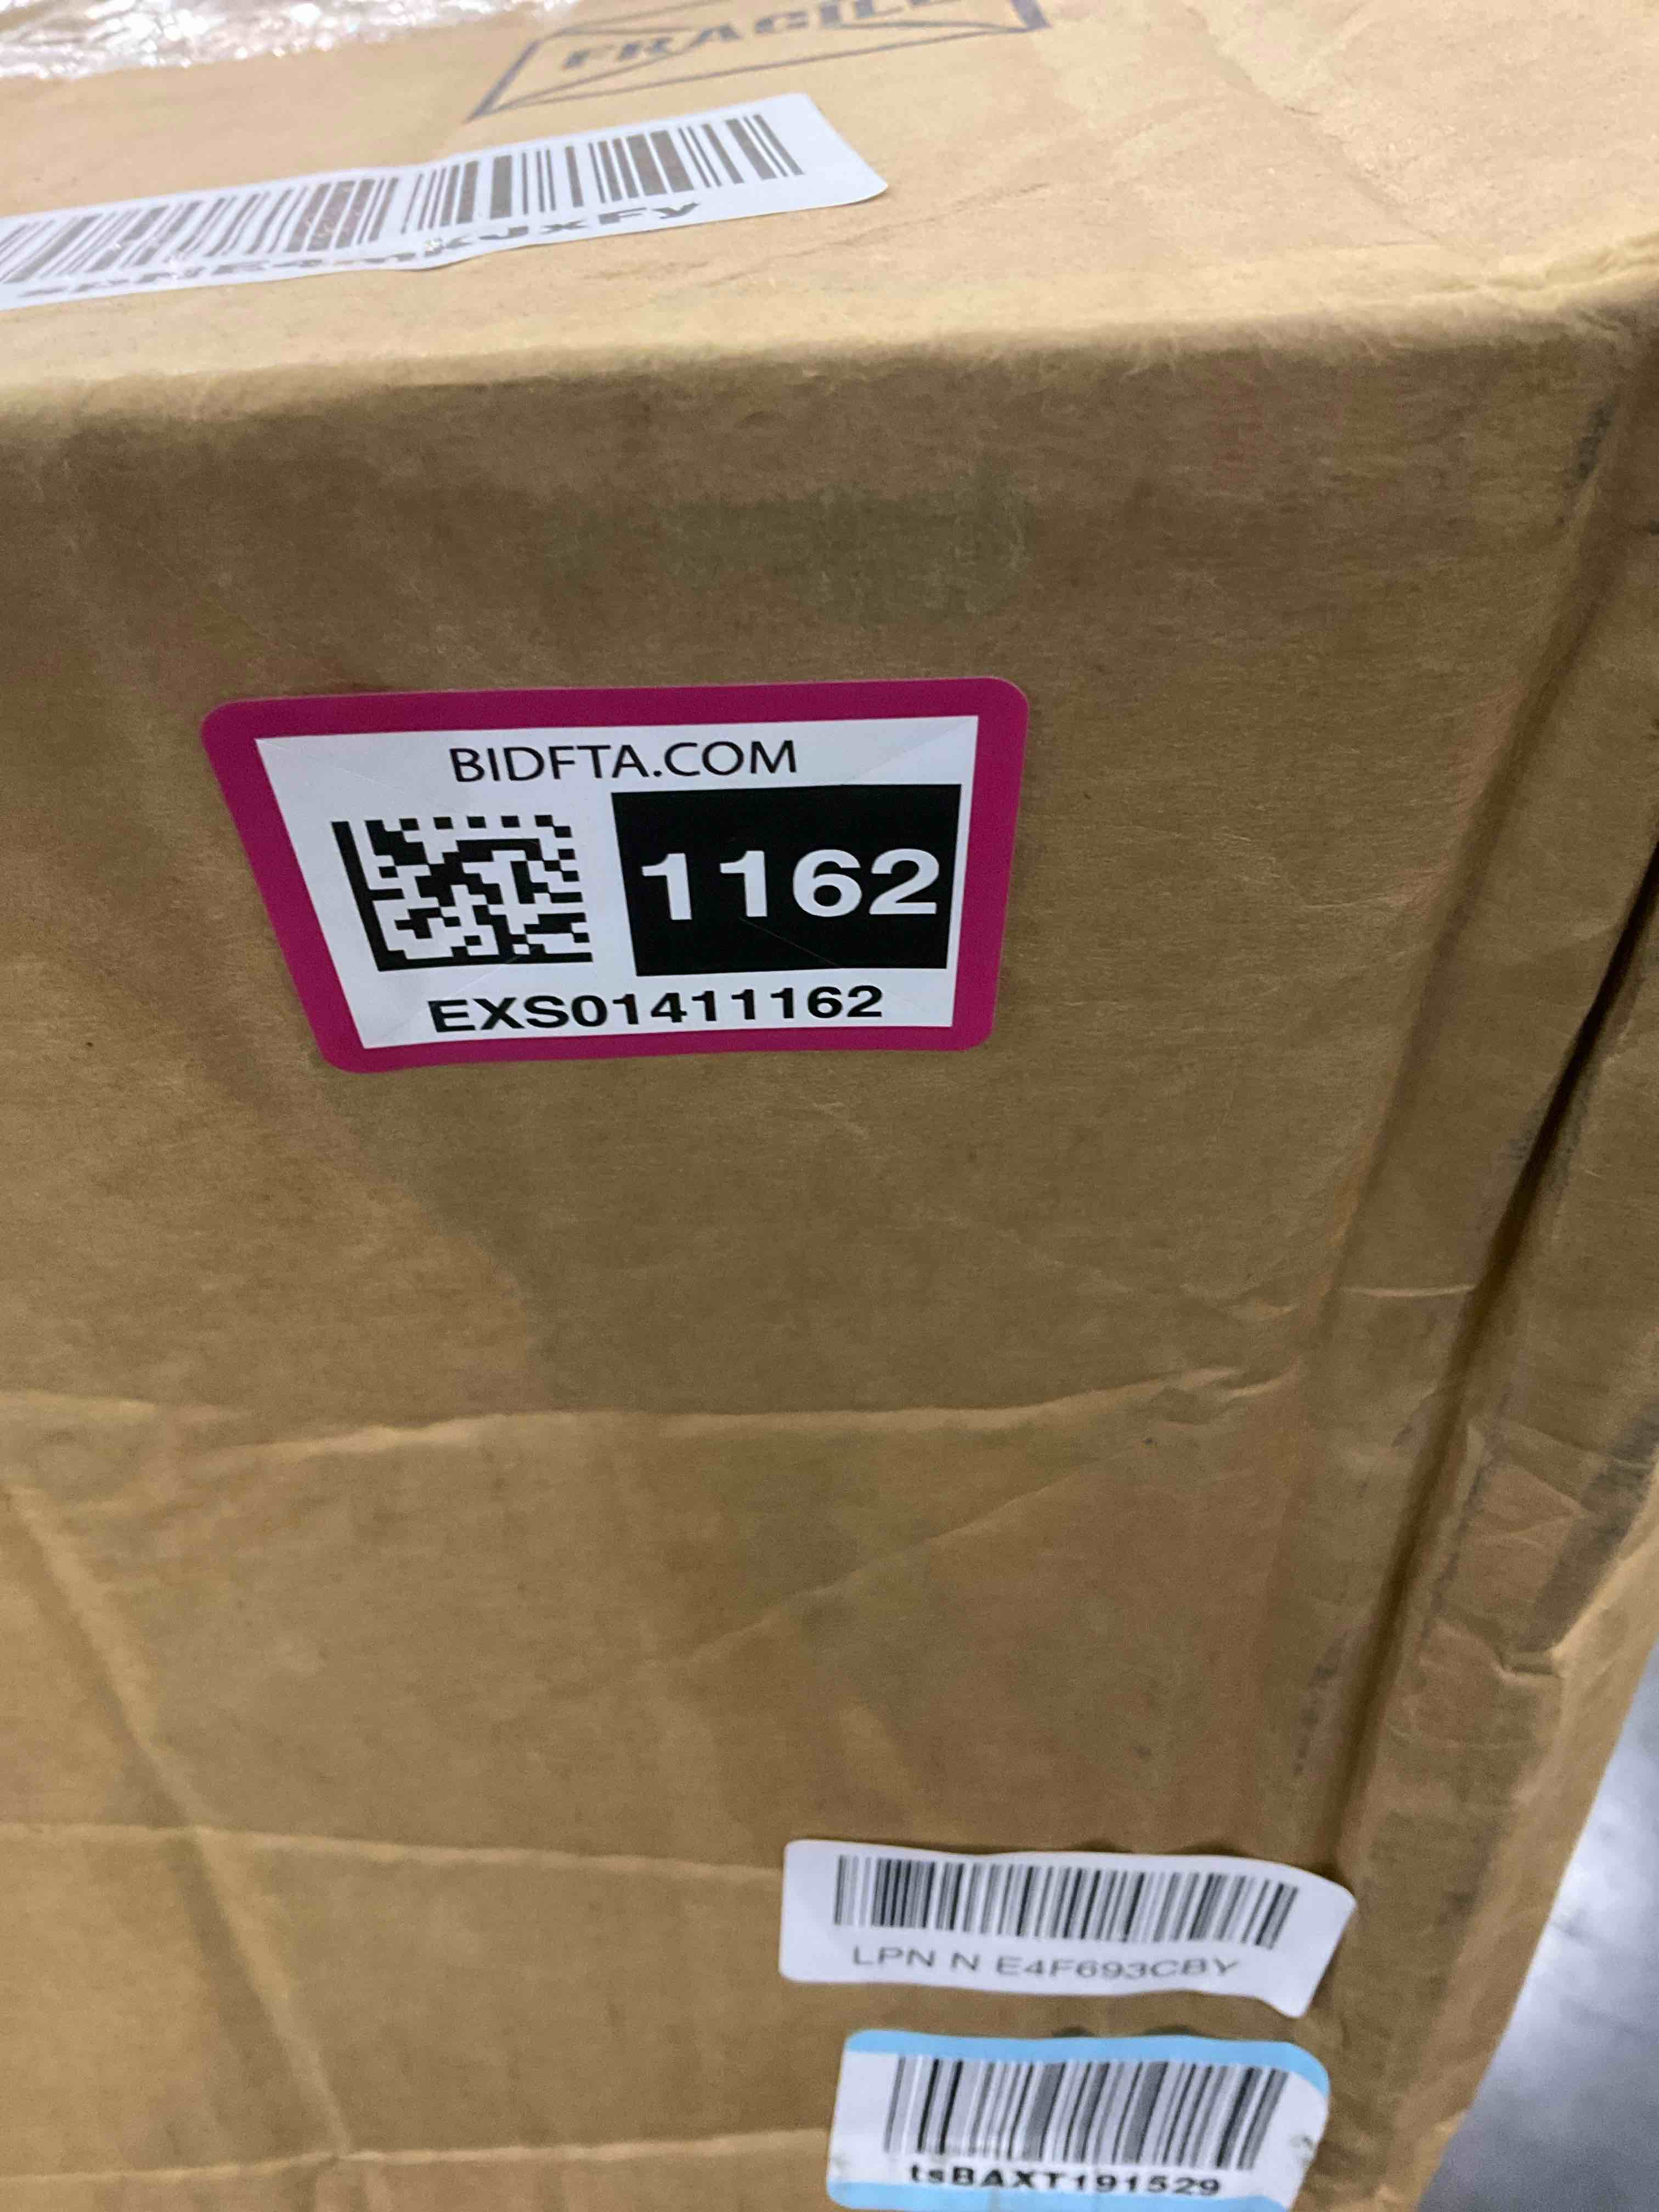 FRAGILE
BIDFTA.COM
1162
EXS01411162
LPN N E4F693CBY
tsBAXT191529